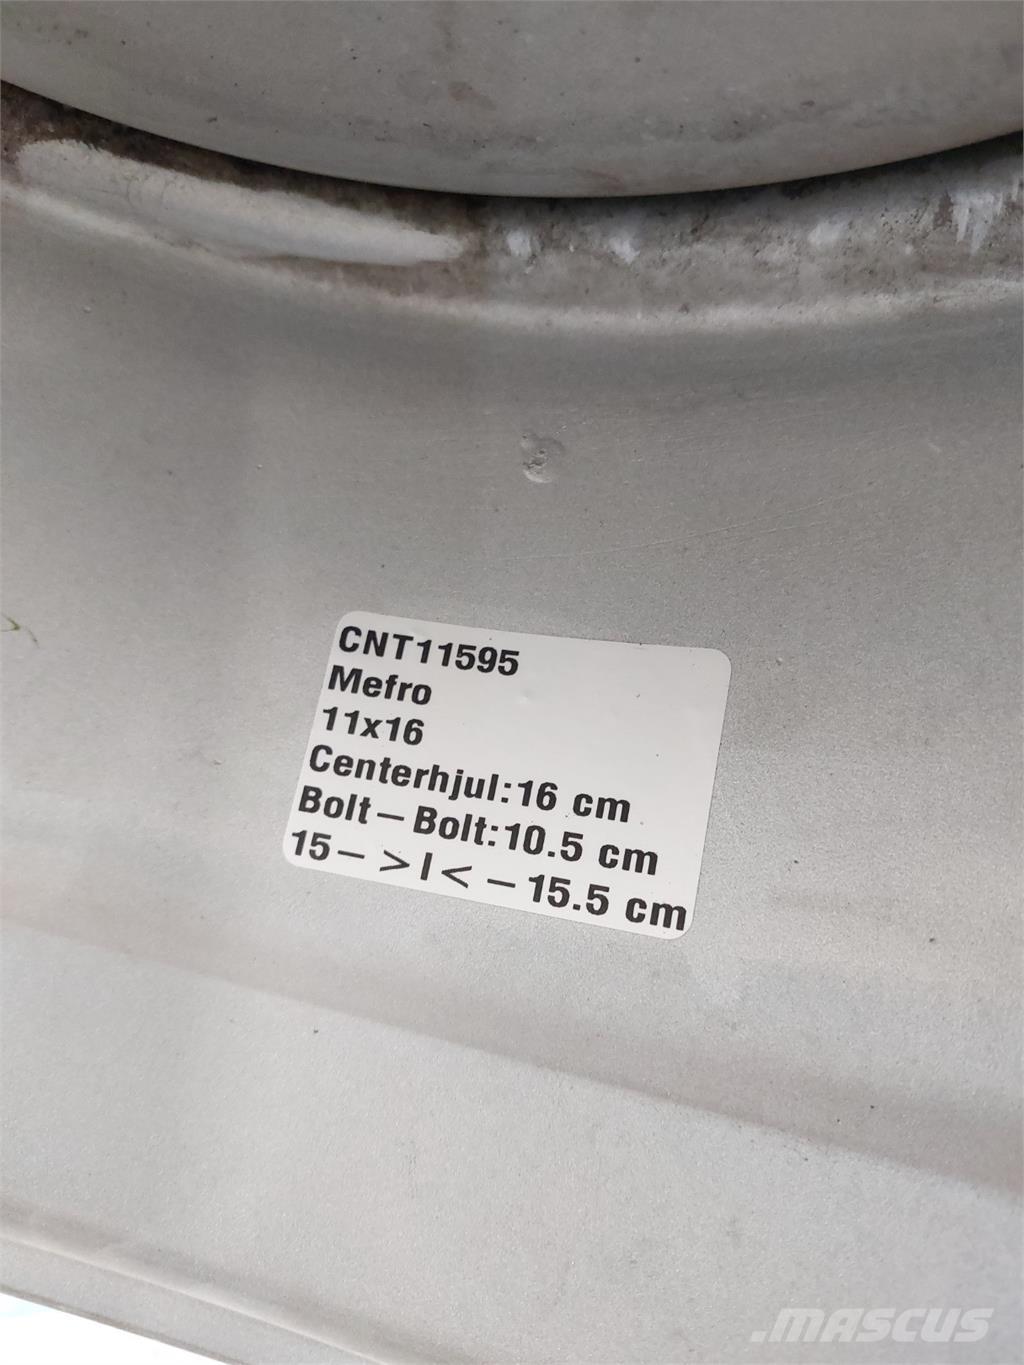 CNT11595
Mefro
11x16
Centerhjul:16 cm
Bolt-Bolt:10.5 cm
15->I<-15.5 cm
MASCUS